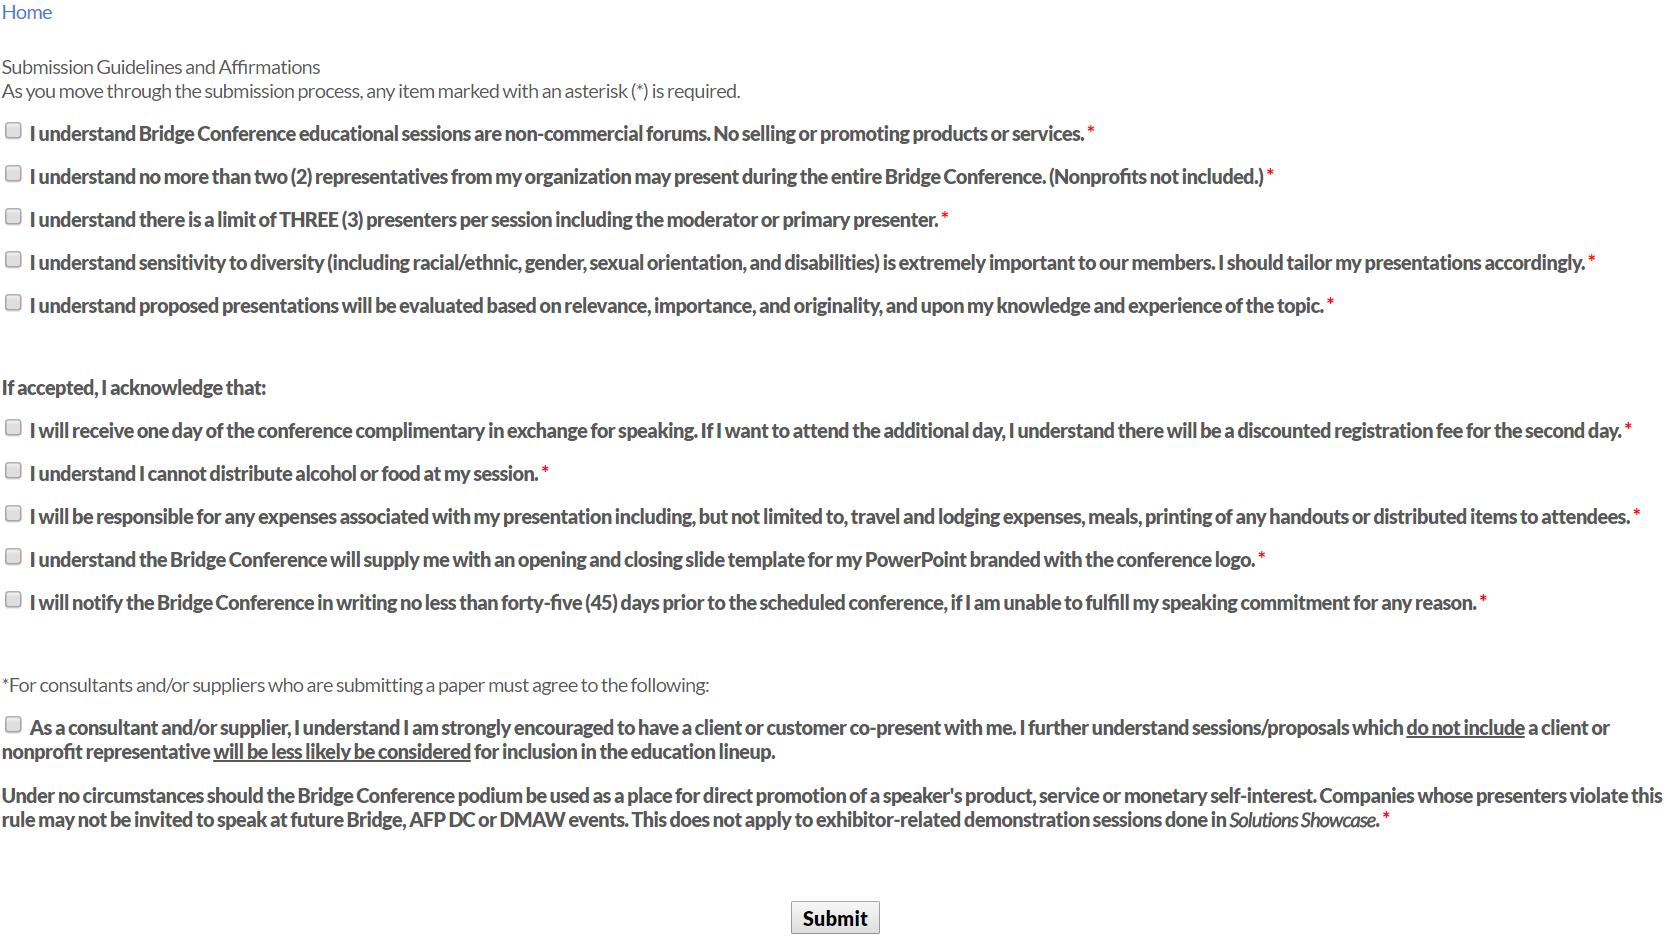 Home
Submission Guidelines and Affirmations
As you move through the submission process, any item marked with an asterisk (*) is required.
I understand Bridge Conference educational sessions are non-commercial forums. No selling or promoting products or services. *
I understand no more than two (2) representatives from my organization may present during the entire Bridge Conference. (Nonprofits not included.) *
I understand there is a limit of THREE (3) presenters per session including the moderator or primary presenter. *
I understand sensitivity to diversity (including racial/ethnic, gender, sexual orientation, and disabilities) is extremely important to our members. I should tailor my presentations accordingly. *
I understand proposed presentations will be evaluated based on relevance, importance, and originality, and upon my knowledge and experience of the topic. *
If accepted, I acknowledge that:
I will receive one day of the conference complimentary in exchange for speaking. If I want to attend the additional day, I understand there will be a discounted registration fee for the second day. *
I understand I cannot distribute alcohol or food at my session. *
I will be responsible for any expenses associated with my presentation including, but not limited to, travel and lodging expenses, meals, printing of any handouts or distributed items to attendees. *
I understand the Bridge Conference will supply me with an opening and closing slide template for my PowerPoint branded with the conference logo. *
I will notify the Bridge Conference in writing no less than forty-five (45) days prior to the scheduled conference, if I am unable to fulfill my speaking commitment for any reason. *
*For consultants and/or suppliers who are submitting a paper must agree to the following:
As a consultant and/or supplier, I understand I am strongly encouraged to have a client or customer co-present with me. I further understand sessions/proposals which do not include a client or
nonprofit representative will be less likely be considered for inclusion in the education lineup.
Under no circumstances should the Bridge Conference podium be used as a place for direct promotion of a speaker's product, service or monetary self-interest. Companies whose presenters violate this
rule may not be invited to speak at future Bridge, AFP DC or DMAW events. This does not apply to exhibitor-related demonstration sessions done in Solutions Showcase. *
Submit